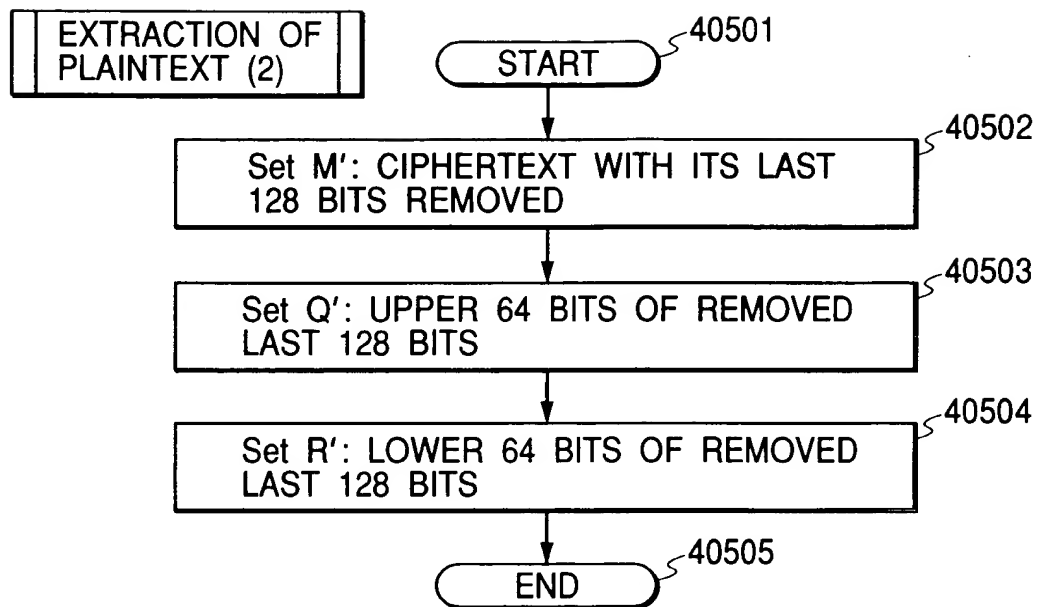 EXTRACTION OF
PLAINTEXT (2)
START
40501
Set M′: CIPHERTEXT WITH ITS LAST
128 BITS REMOVED
40502
Set Q′: UPPER 64 BITS OF REMOVED
LAST 128 BITS
40503
Set R′: LOWER 64 BITS OF REMOVED
LAST 128 BITS
40504
END
40505